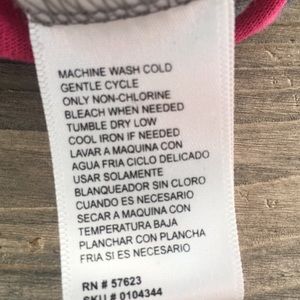 MACHINE WASH COLD
GENTLE CYCLE
ONLY NON-CHLORINE
BLEACH WHEN NEEDED
TUMBLE DRY LOW
COOL IRON IF NEEDED
LAVAR A MAQUINA CON
AGUA FRIA CICLO DELICADO
USAR SOLAMENTE
BLANQUEADOR SIN CLORO
CUANDO ES NECESARIO
SECAR A MAQUINA CON
TEMPERATURA BAJA
PLANCHAR CON PLANCHA
FRIA SI ES NECESARIO
RN # 57623
SKU # 0104344